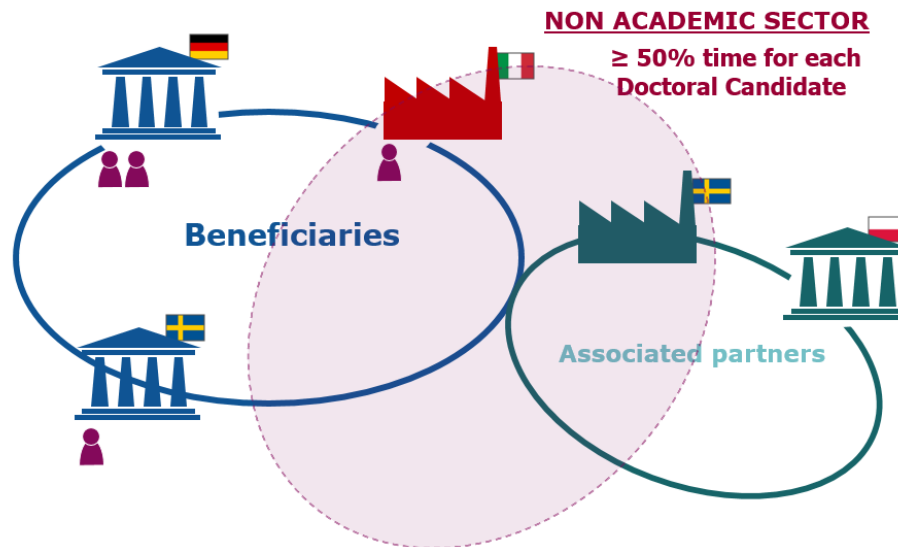 NON ACADEMIC SECTOR
≥ 50% time for each
Doctoral Candidate
Beneficiaries
Associated partners